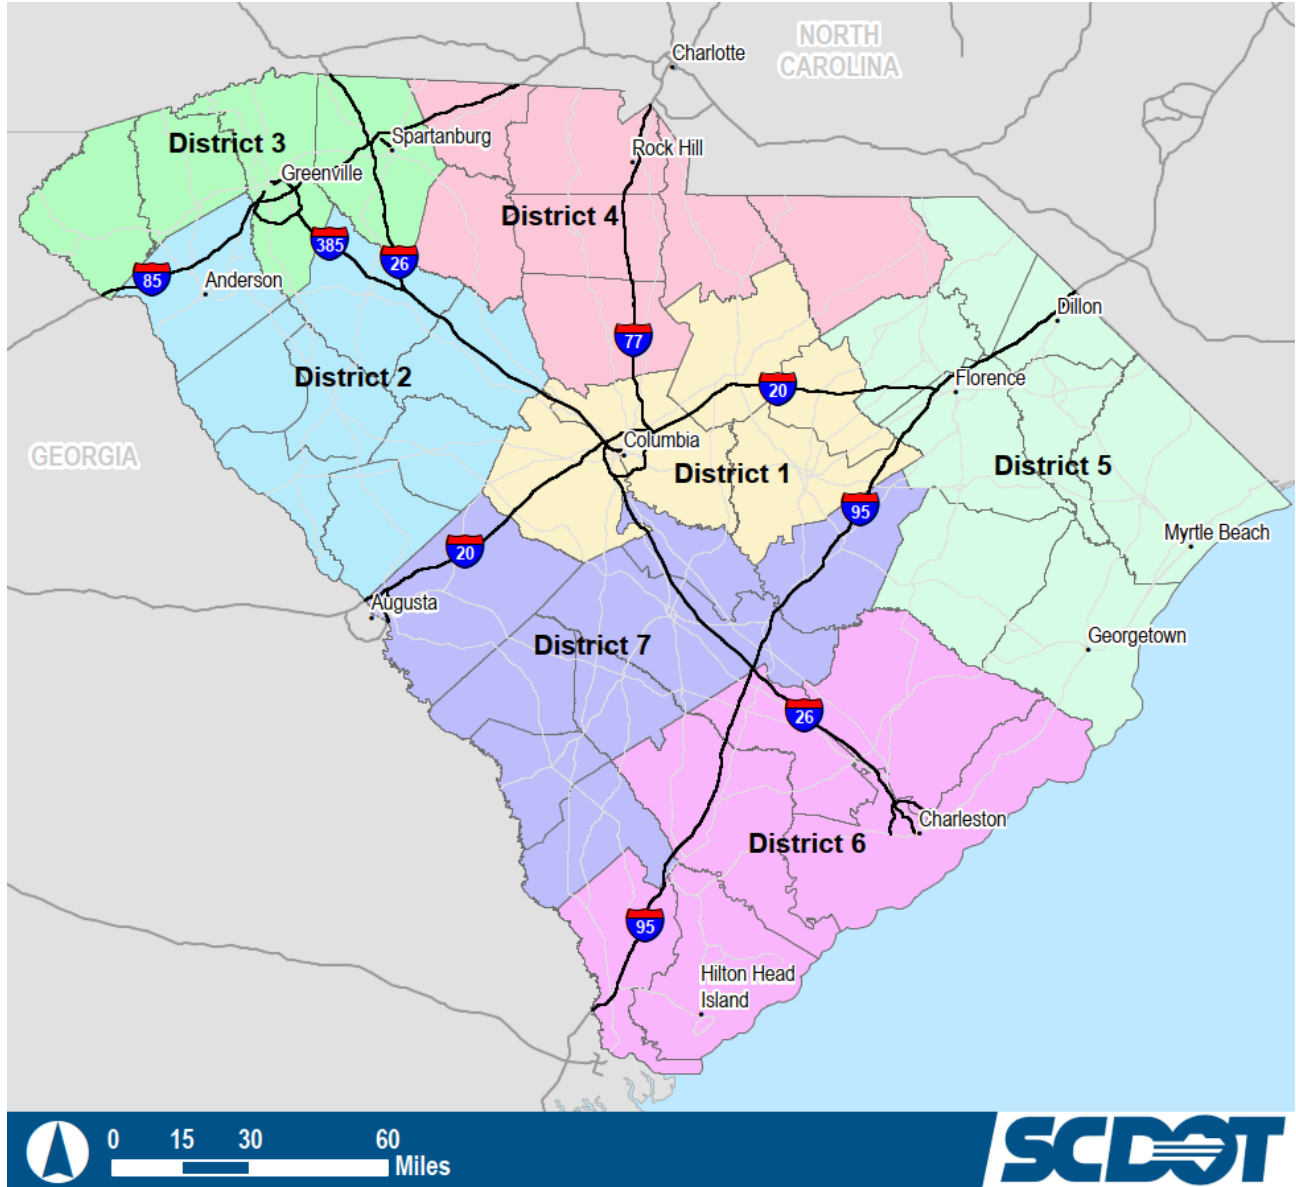 NORTH
CAROLINA
Charlotte
District 3
Spartanburg
Rock Hill
Greenville
District 4
385
26
85
Anderson
Dillon
77
District 2
20
Florence
Columbia
GEORGIA
District 1
District 5
95
Myrtle Beach
20
Augusta
District 7
Georgetown
26
Charleston
District 6
95
Hilton Head
Island
0 15 30 60
Miles
SCDOT